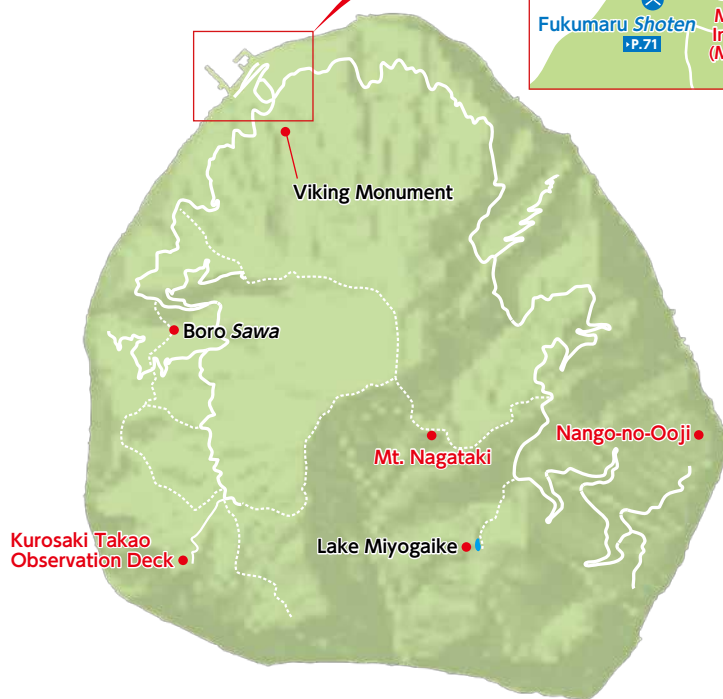 Fukumaru Shoten
▸P.71
Viking Monument
Boro Sawa
Mt. Nagataki
Nango-no-Ooji
Kurosaki Takao
Observation Deck
Lake Miyogaike